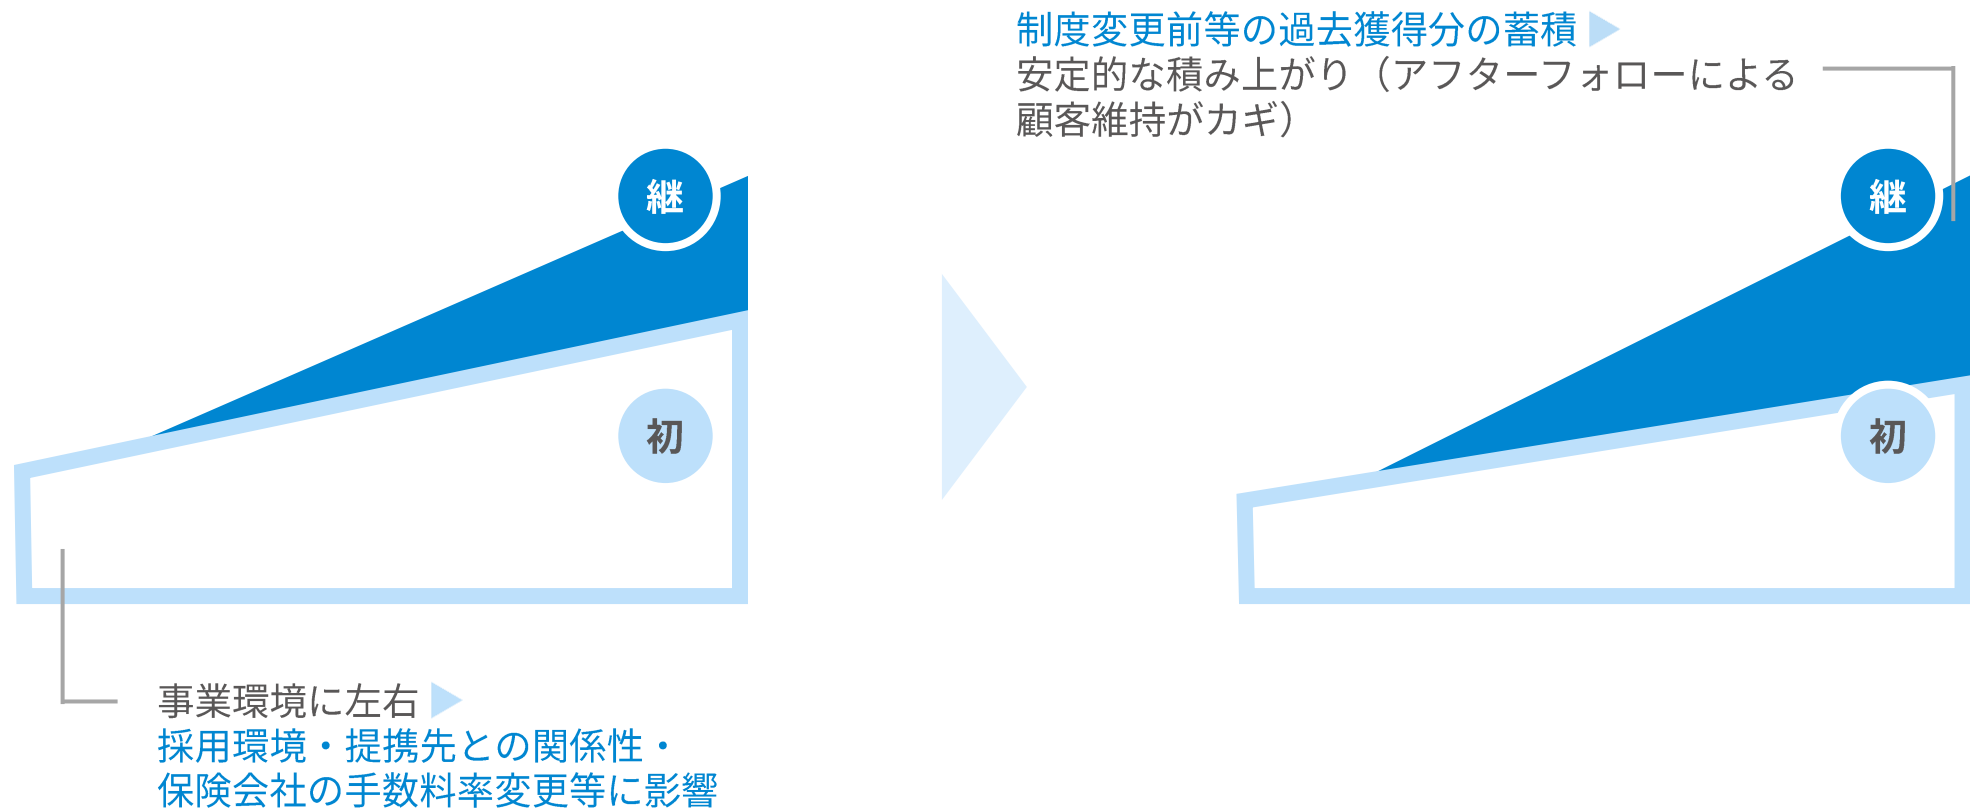 制度変更前等の過去獲得分の蓄積
安定的な積み上がり（アフターフォローによる
顧客維持がカギ）
継
継
初
初
事業環境に左右
採用環境・提携先との関係性・
保険会社の手数料率変更等に影響